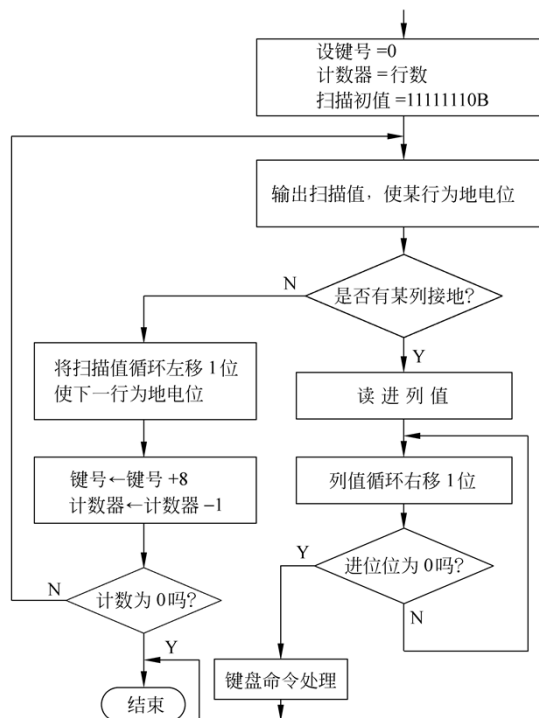 设键号=0
计数器=行数
扫描初值=11111110B
输出扫描值，使某行为地电位
是否有某列接地?
N
Y
将扫描值循环左移1位
使下一行为地电位
读进列值
键号←键号+8
计数器←计数器−1
列值循环右移1位
进位位为0吗?
Y
N
计数为0吗?
N
Y
键盘命令处理
结束